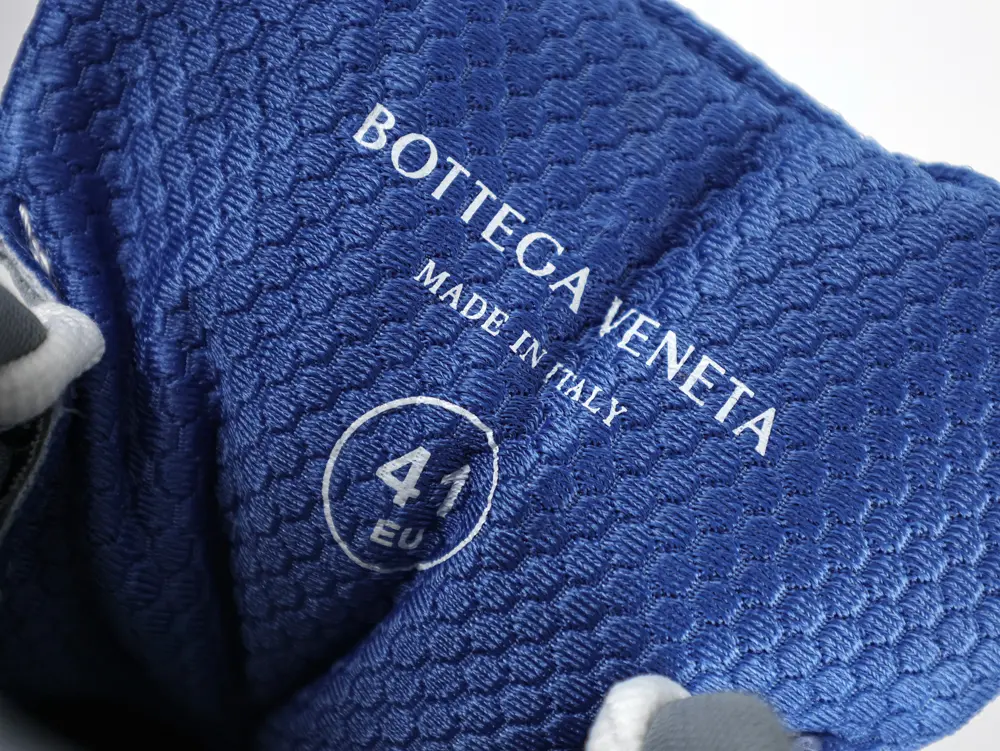 BOTTEGA VENETA
MADE IN ITALY
41
EU